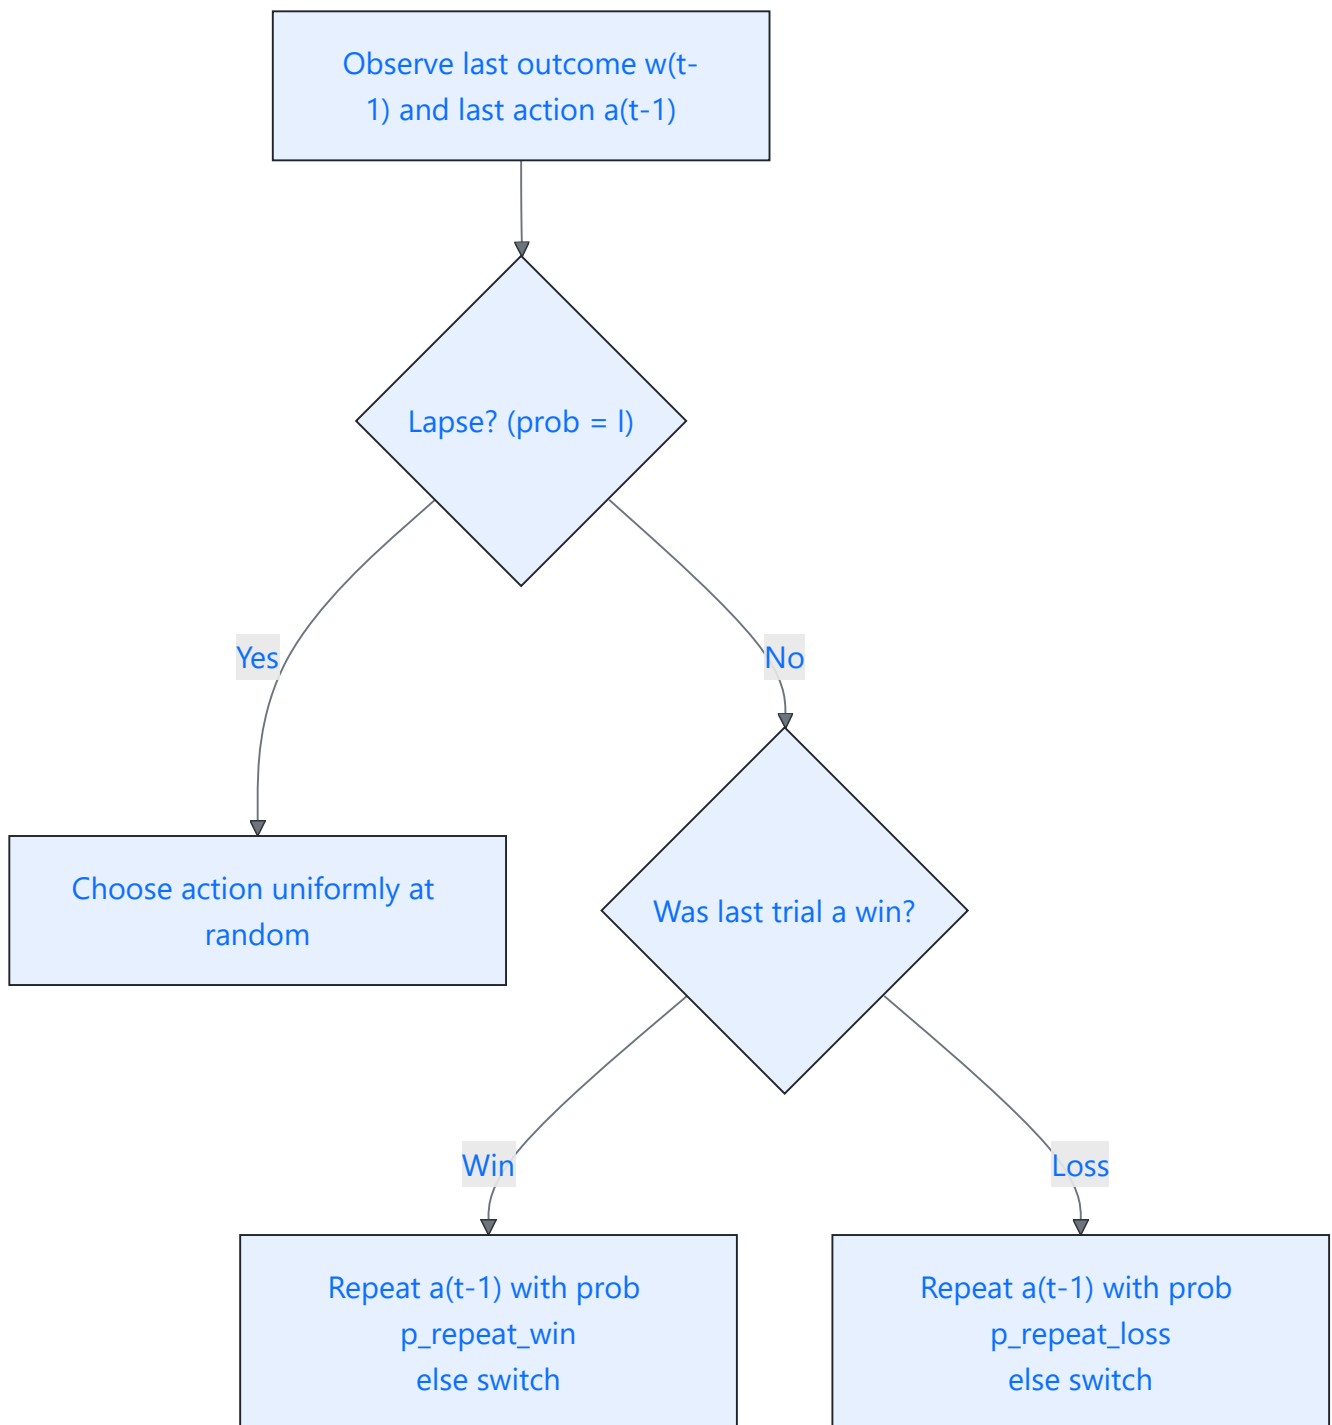 Observe last outcome w(t-
1) and last action a(t-1)
Lapse? (prob = l)
Yes
No
Choose action uniformly at
random
Was last trial a win?
Win
Loss
Repeat a(t-1) with prob
p_repeat_win
else switch
Repeat a(t-1) with prob
p_repeat_loss
else switch